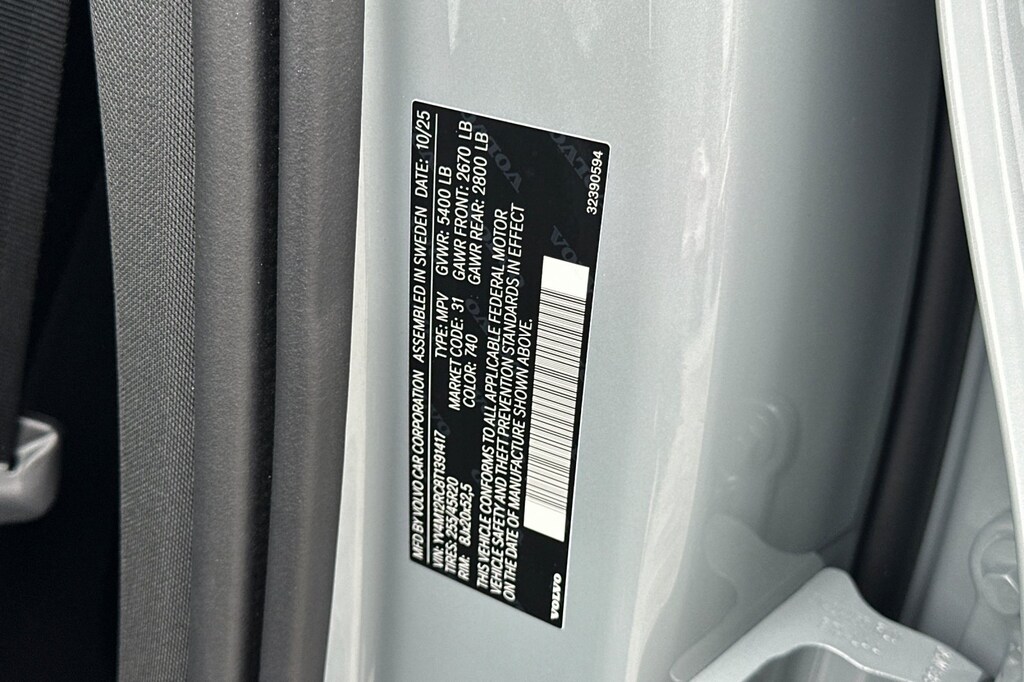 MFD BY VOLVO CAR CORPORATION ASSEMBLED IN SWEDEN DATE: 10/25
VIN: YV4M12RC8T1391417 TYPE: MPV GVWR: 5400 LB
TIRES: 255/45R20 MARKET CODE: 31 GAWR FRONT: 2670 LB
RIM: 8Jx20x52,5 COLOR: 740 GAWR REAR: 2800 LB
THIS VEHICLE CONFORMS TO ALL APPLICABLE FEDERAL MOTOR
VEHICLE SAFETY AND THEFT PREVENTION STANDARDS IN EFFECT
ON THE DATE OF MANUFACTURE SHOWN ABOVE.
VOLVO
32390594